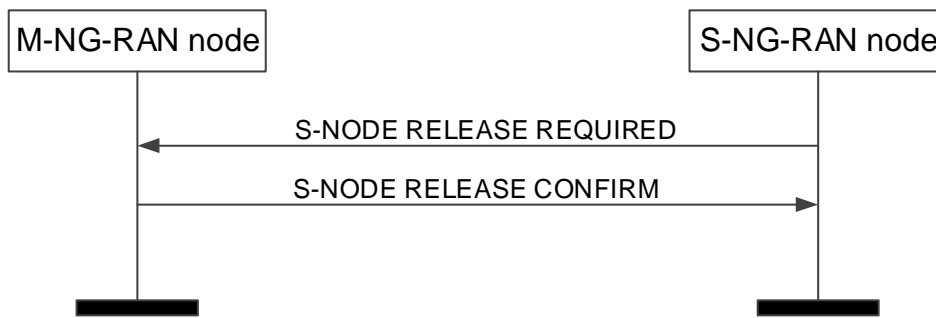 M-NG-RAN node
S-NG-RAN node
S-NODE RELEASE REQUIRED
S-NODE RELEASE CONFIRM